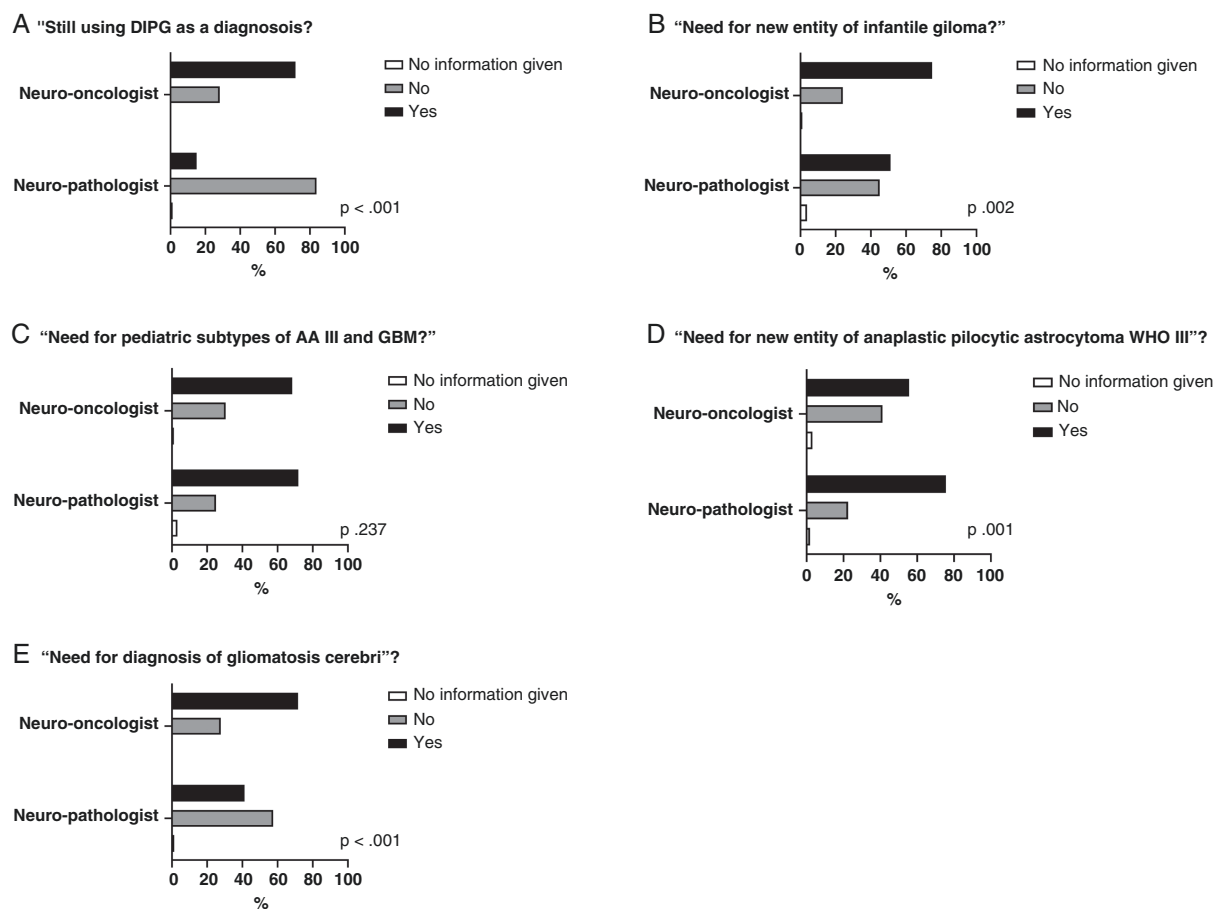 A "Still using DIPG as a diagnosois?
No information given
No
Yes
Neuro-oncologist
Neuro-pathologist
p < .001
0 20 40 60 80 100
%
B “Need for new entity of infantile giloma?”
No information given
No
Yes
Neuro-oncologist
Neuro-pathologist
p .002
0 20 40 60 80 100
%
C “Need for pediatric subtypes of AA III and GBM?”
No information given
No
Yes
Neuro-oncologist
Neuro-pathologist
p .237
0 20 40 60 80 100
%
D “Need for new entity of anaplastic pilocytic astrocytoma WHO III”?
No information given
No
Yes
Neuro-oncologist
Neuro-pathologist
p .001
0 20 40 60 80 100
%
E “Need for diagnosis of gliomatosis cerebri”?
No information given
No
Yes
Neuro-oncologist
Neuro-pathologist
p < .001
0 20 40 60 80 100
%